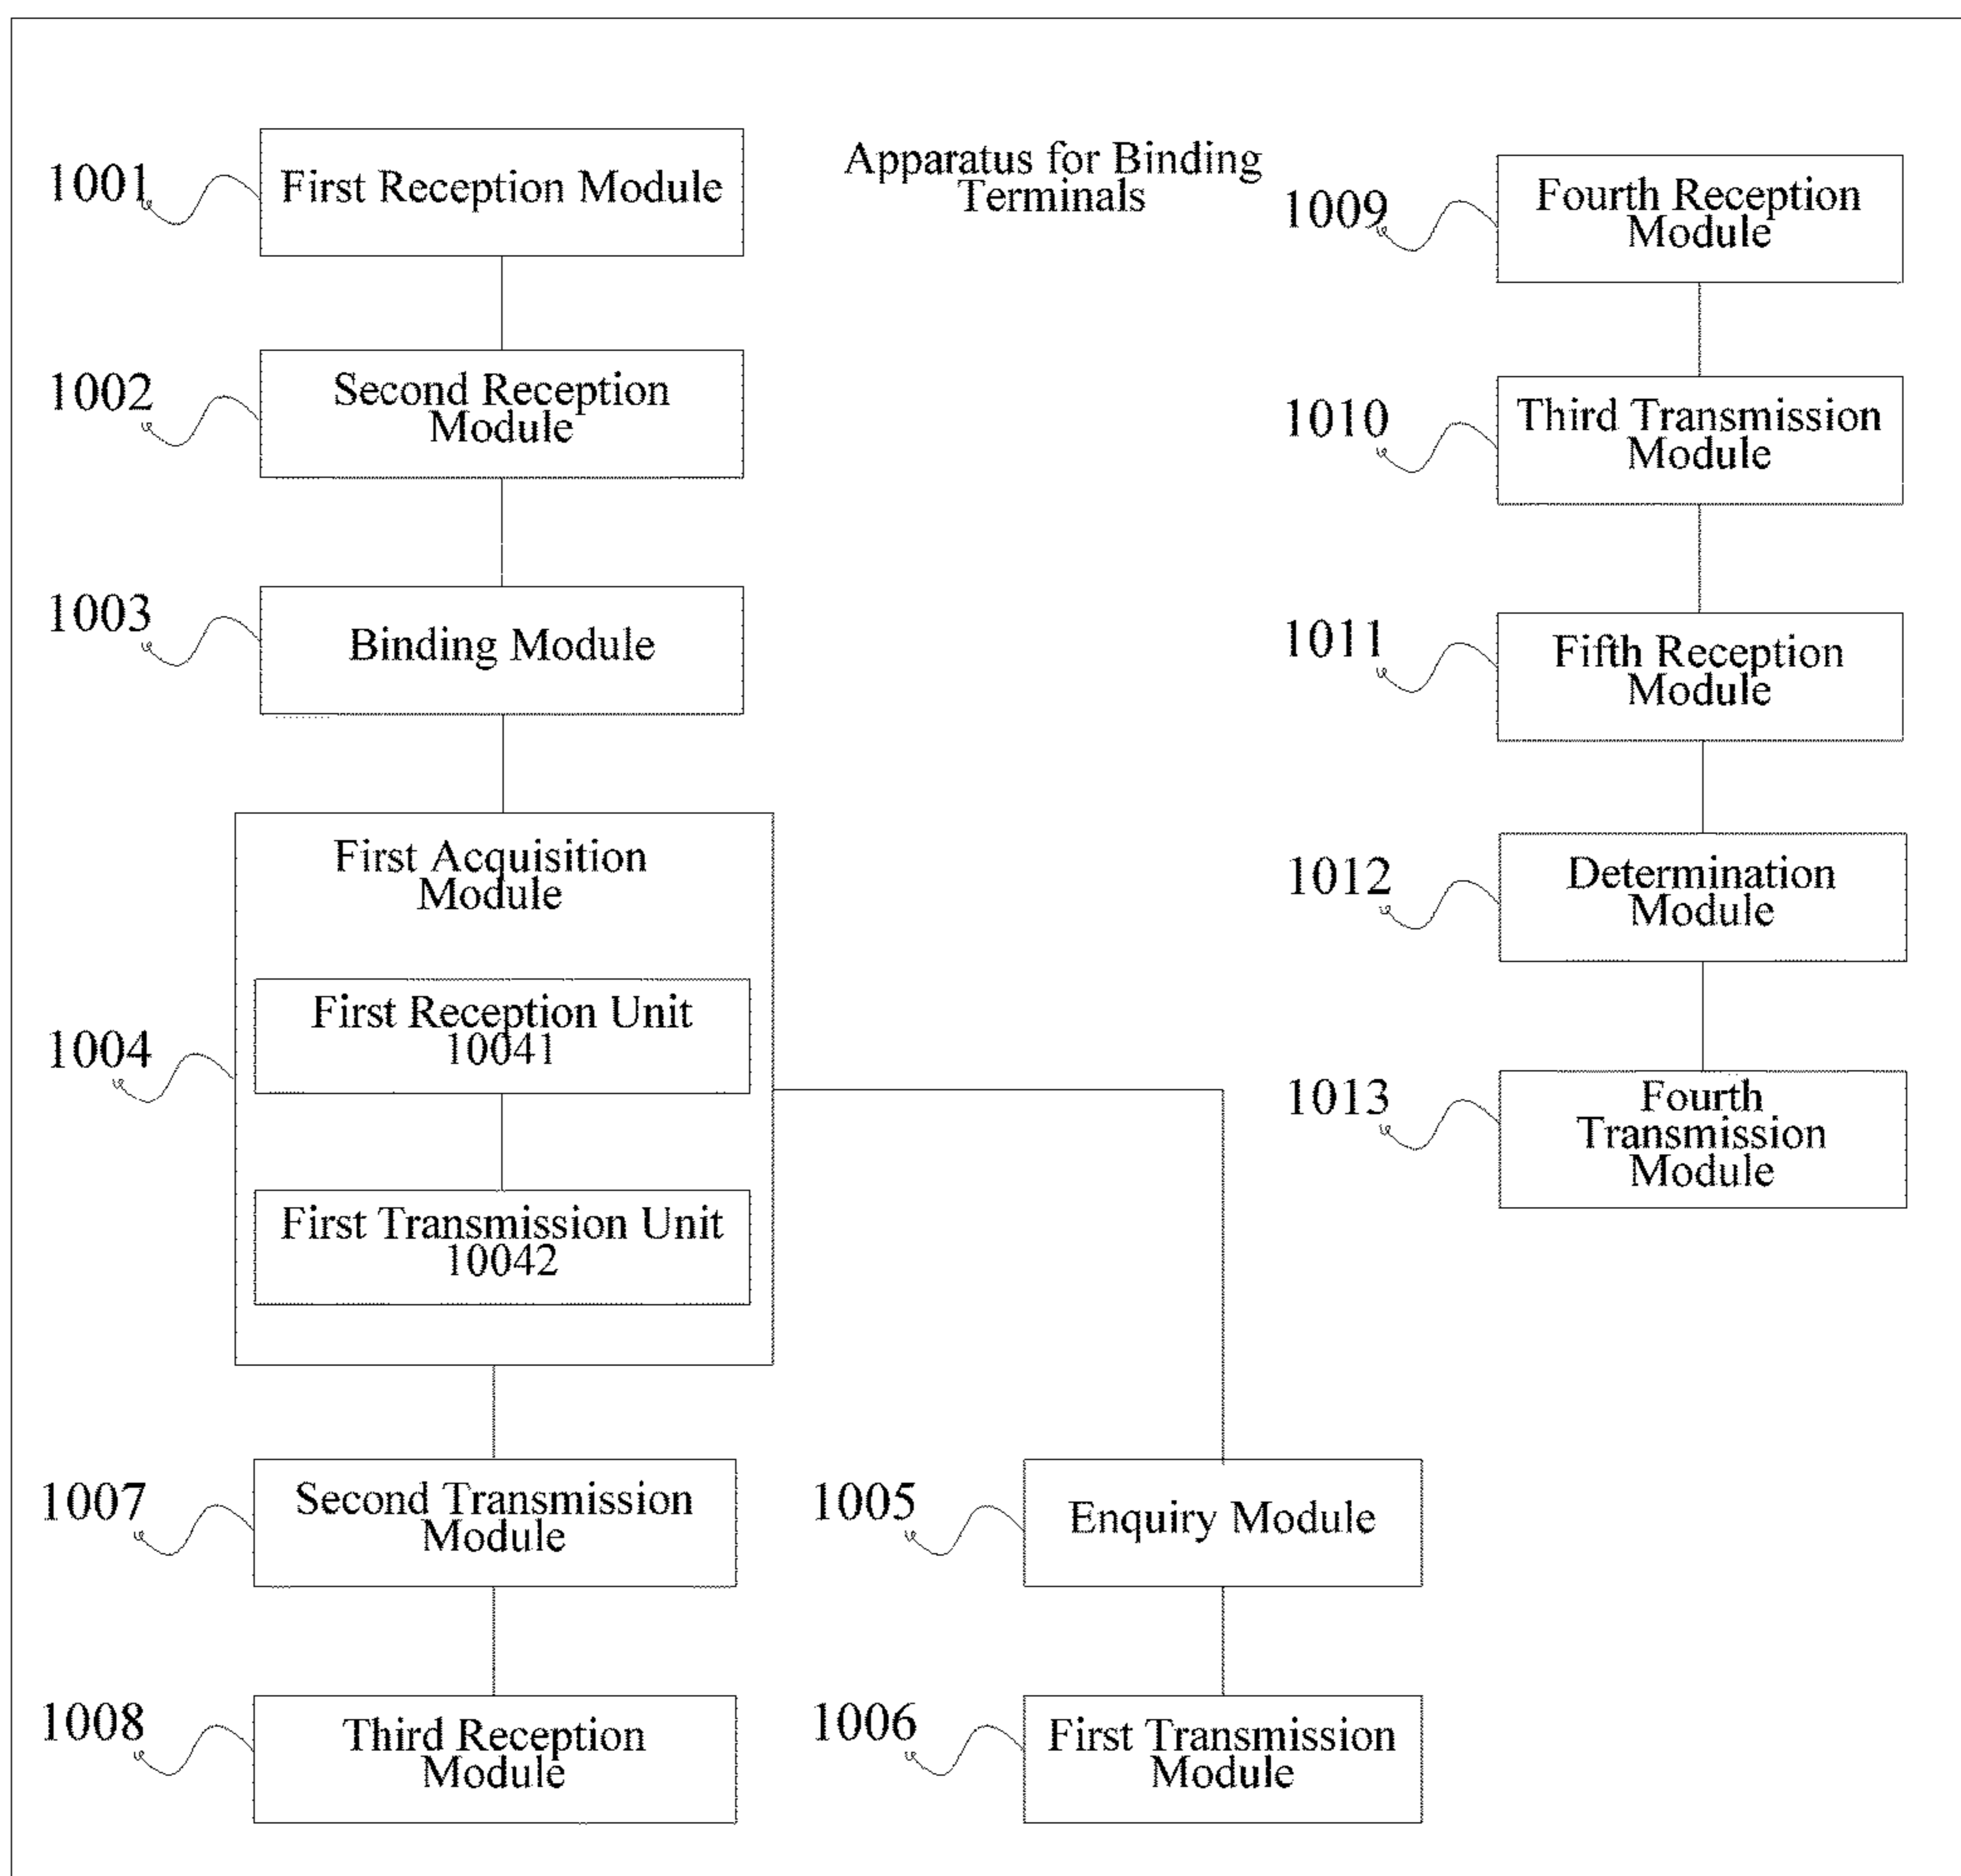 Apparatus for Binding
Terminals
1001
First Reception Module
1002
Second Reception
Module
1003
Binding Module
1004
First Acquisition
Module
First Reception Unit
10041
First Transmission Unit
10042
1007
Second Transmission
Module
1008
Third Reception
Module
1005
Enquiry Module
1006
First Transmission
Module
1009
Fourth Reception
Module
1010
Third Transmission
Module
1011
Fifth Reception
Module
1012
Determination
Module
1013
Fourth
Transmission
Module